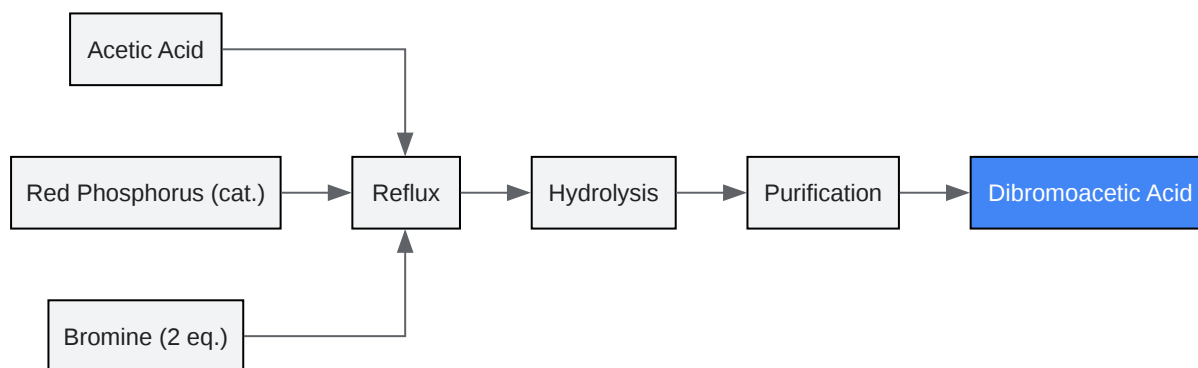 Acetic Acid
Red Phosphorus (cat.)
Reflux
Hydrolysis
Purification
Dibromoacetic Acid
Bromine (2 eq.)